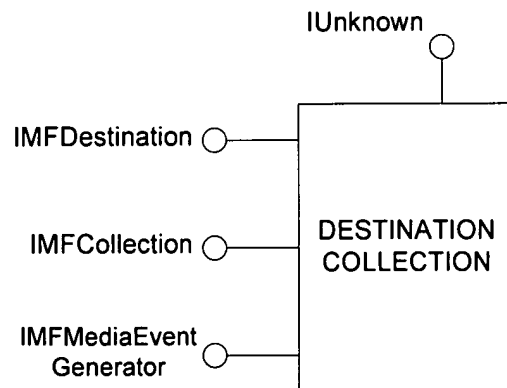 IUnknown
IMFDestination
IMFCollection
DESTINATION
COLLECTION
IMFMediaEvent
Generator